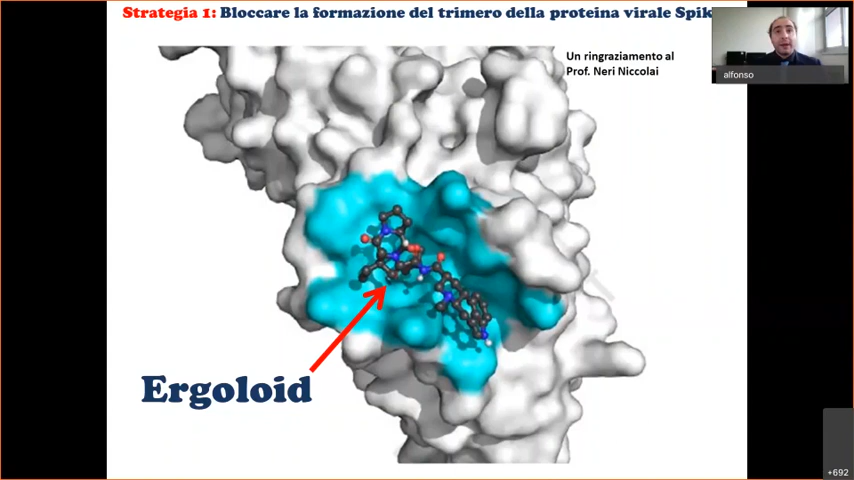 Strategia 1: Bloccare la formazione del trimero della proteina virale Spik
Un ringraziamento al
Prof. Neri Niccolai
alfonso
Ergoloid
+692